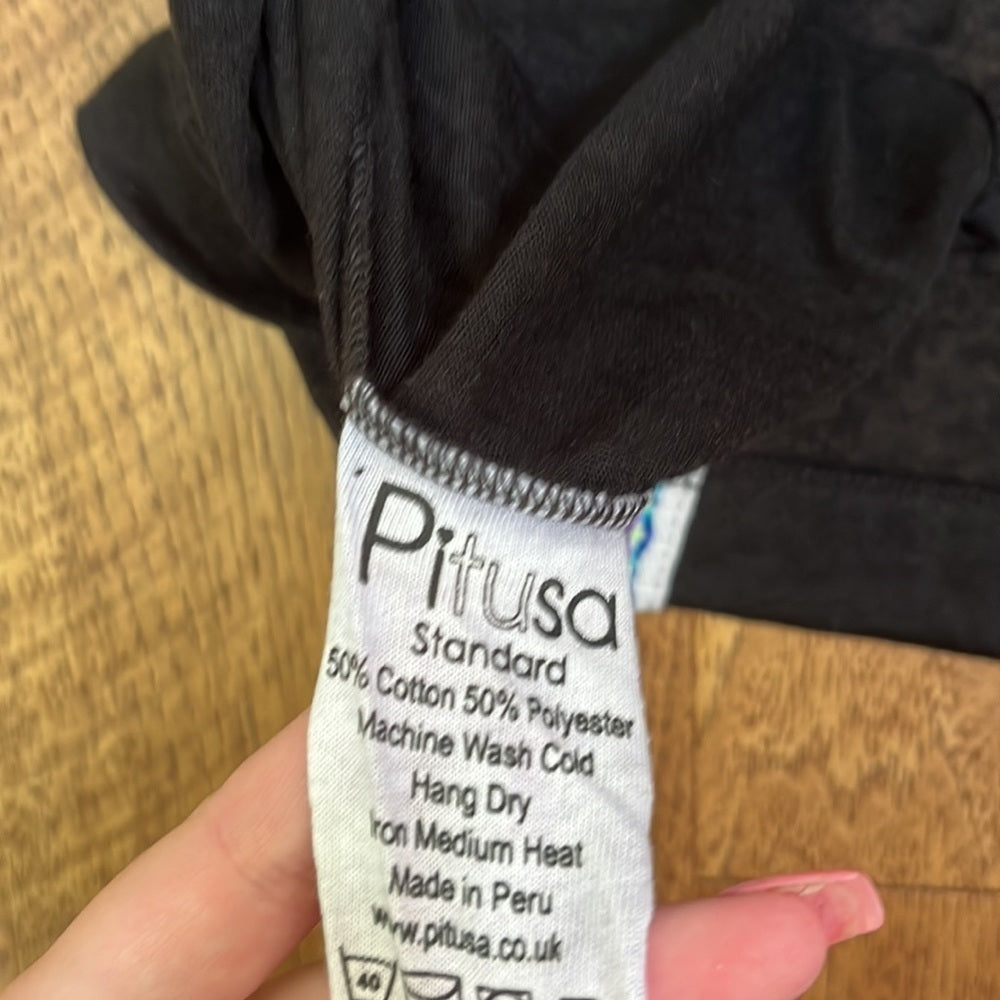 Pitusa
Standard
50% Cotton 50% Polyester
Machine Wash Cold
Hang Dry
Iron Medium Heat
Made in Peru
www.pitusa.co.uk
40